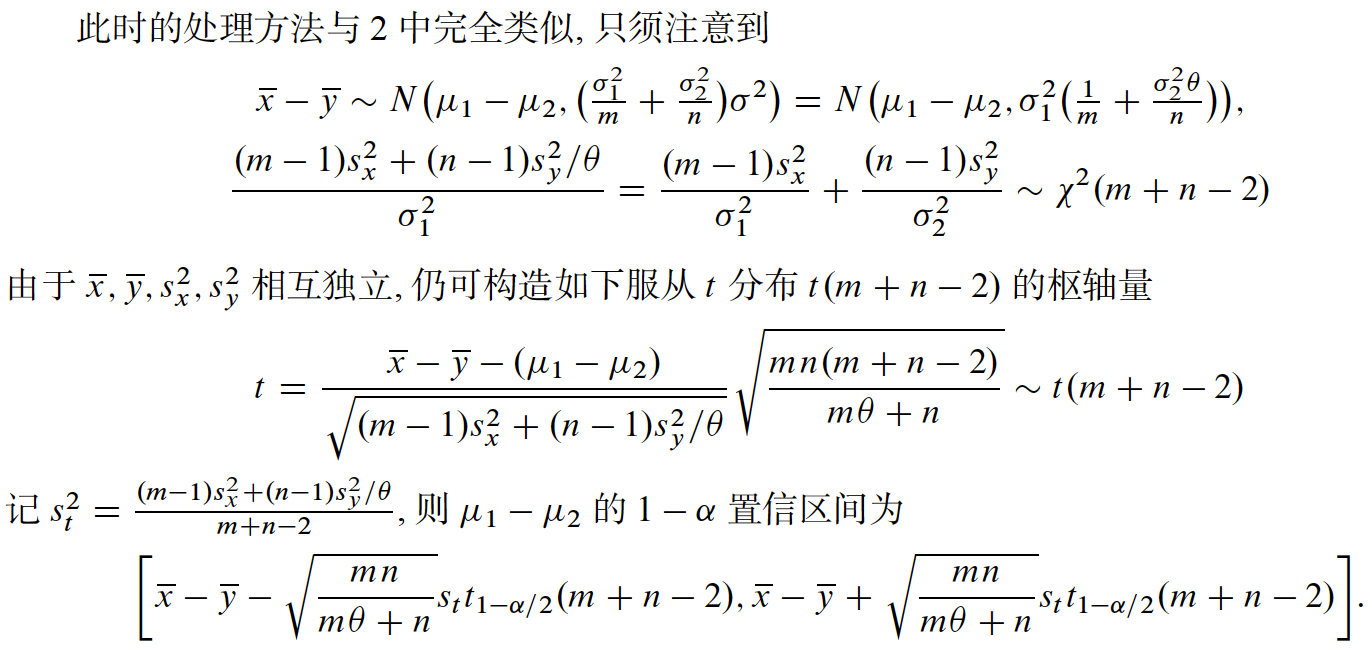 此时的处理方法与 2 中完全类似, 只须注意到
$\overline{x} - \overline{y} \sim N\big(\mu_1 - \mu_2, \big(\frac{\sigma_1^2}{m} + \frac{\sigma_2^2}{n}\big)\sigma^2\big) = N\big(\mu_1 - \mu_2, \sigma_1^2\big(\frac{1}{m} + \frac{\sigma_2^2\theta}{n}\big)\big),$
$\frac{(m-1)s_x^2 + (n-1)s_y^2/\theta}{\sigma_1^2} = \frac{(m-1)s_x^2}{\sigma_1^2} + \frac{(n-1)s_y^2}{\sigma_2^2} \sim \chi^2(m+n-2)$
由于 $\overline{x}, \overline{y}, s_x^2, s_y^2$ 相互独立, 仍可构造如下服从 $t$ 分布 $t(m+n-2)$ 的枢轴量
$t = \frac{\overline{x} - \overline{y} - (\mu_1 - \mu_2)}{\sqrt{(m-1)s_x^2 + (n-1)s_y^2/\theta}} \sqrt{\frac{mn(m+n-2)}{m\theta+n}} \sim t(m+n-2)$
记 $s_t^2 = \frac{(m-1)s_x^2+(n-1)s_y^2/\theta}{m+n-2}$, 则 $\mu_1 - \mu_2$ 的 $1-\alpha$ 置信区间为
$\left[\overline{x} - \overline{y} - \sqrt{\frac{mn}{m\theta+n}} s_t t_{1-\alpha/2}(m+n-2), \overline{x} - \overline{y} + \sqrt{\frac{mn}{m\theta+n}} s_t t_{1-\alpha/2}(m+n-2)\right].$